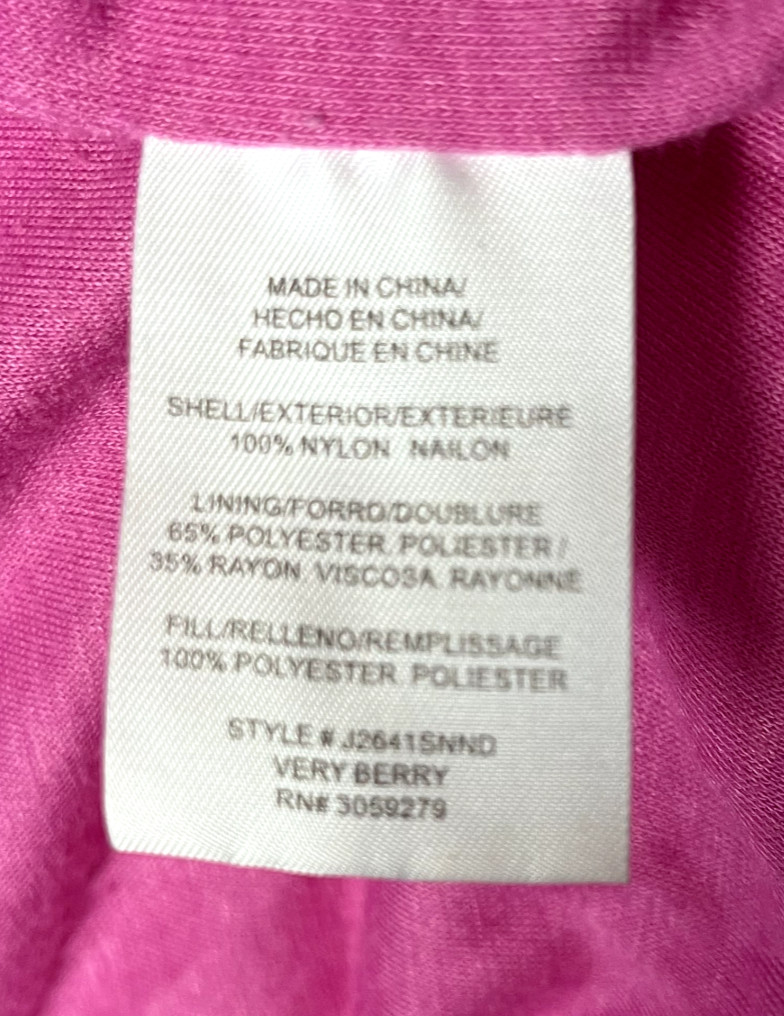 MADE IN CHINA/
HECHO EN CHINA/
FABRIQUE EN CHINE
SHELL/EXTERIOR/EXTERIEURE
100% NYLON NAILON
LINING/FORRO/DOUBLURE
65% POLYESTER POLIESTER/
35% RAYON VISCOSA RAYONNE
FILL/RELLENO/REMPLISSAGE
100% POLYESTER POLIESTER
STYLE # J2641SNND
VERY BERRY
RN# 3059279